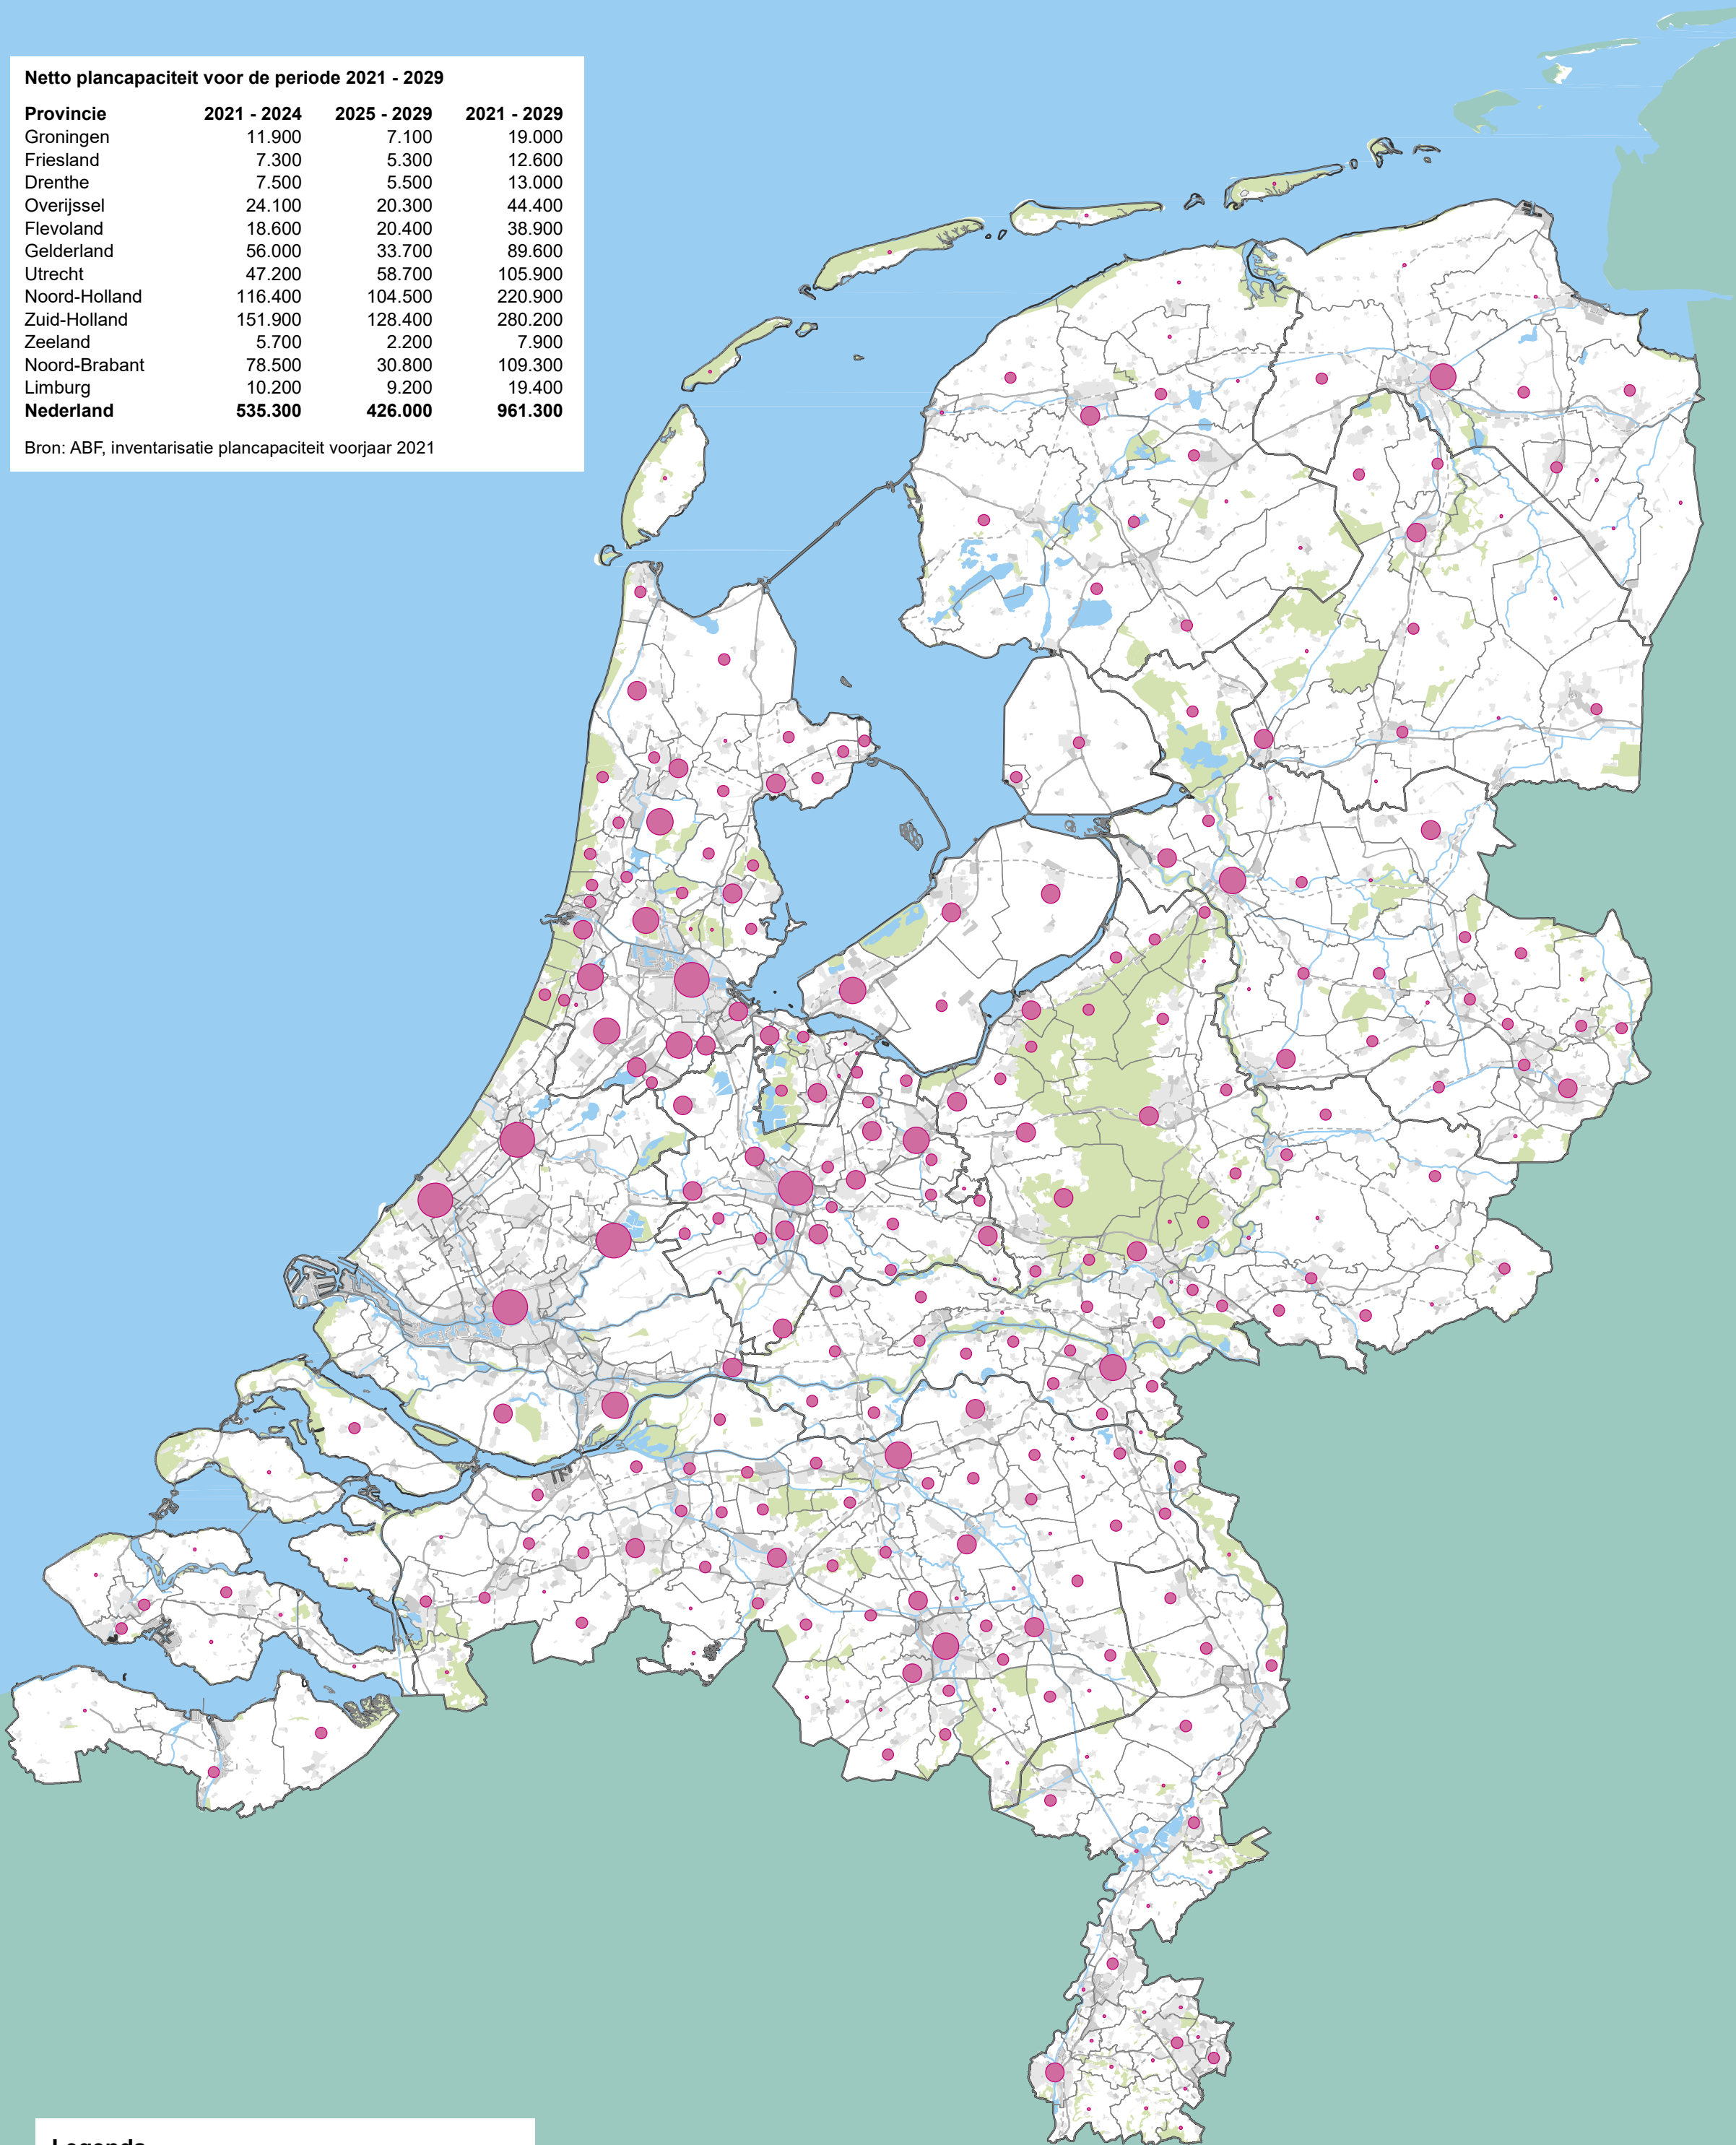 Netto plancapaciteit voor de periode 2021 - 2029
Provincie 2021 - 2024 2025 - 2029 2021 - 2029
Groningen 11.900 7.100 19.000
Friesland 7.300 5.300 12.600
Drenthe 7.500 5.500 13.000
Overijssel 24.100 20.300 44.400
Flevoland 18.600 20.400 38.900
Gelderland 56.000 33.700 89.600
Utrecht 47.200 58.700 105.900
Noord-Holland 116.400 104.500 220.900
Zuid-Holland 151.900 128.400 280.200
Zeeland 5.700 2.200 7.900
Noord-Brabant 78.500 30.800 109.300
Limburg 10.200 9.200 19.400
Nederland 535.300 426.000 961.300
Bron: ABF, inventarisatie plancapaciteit voorjaar 2021
Legenda